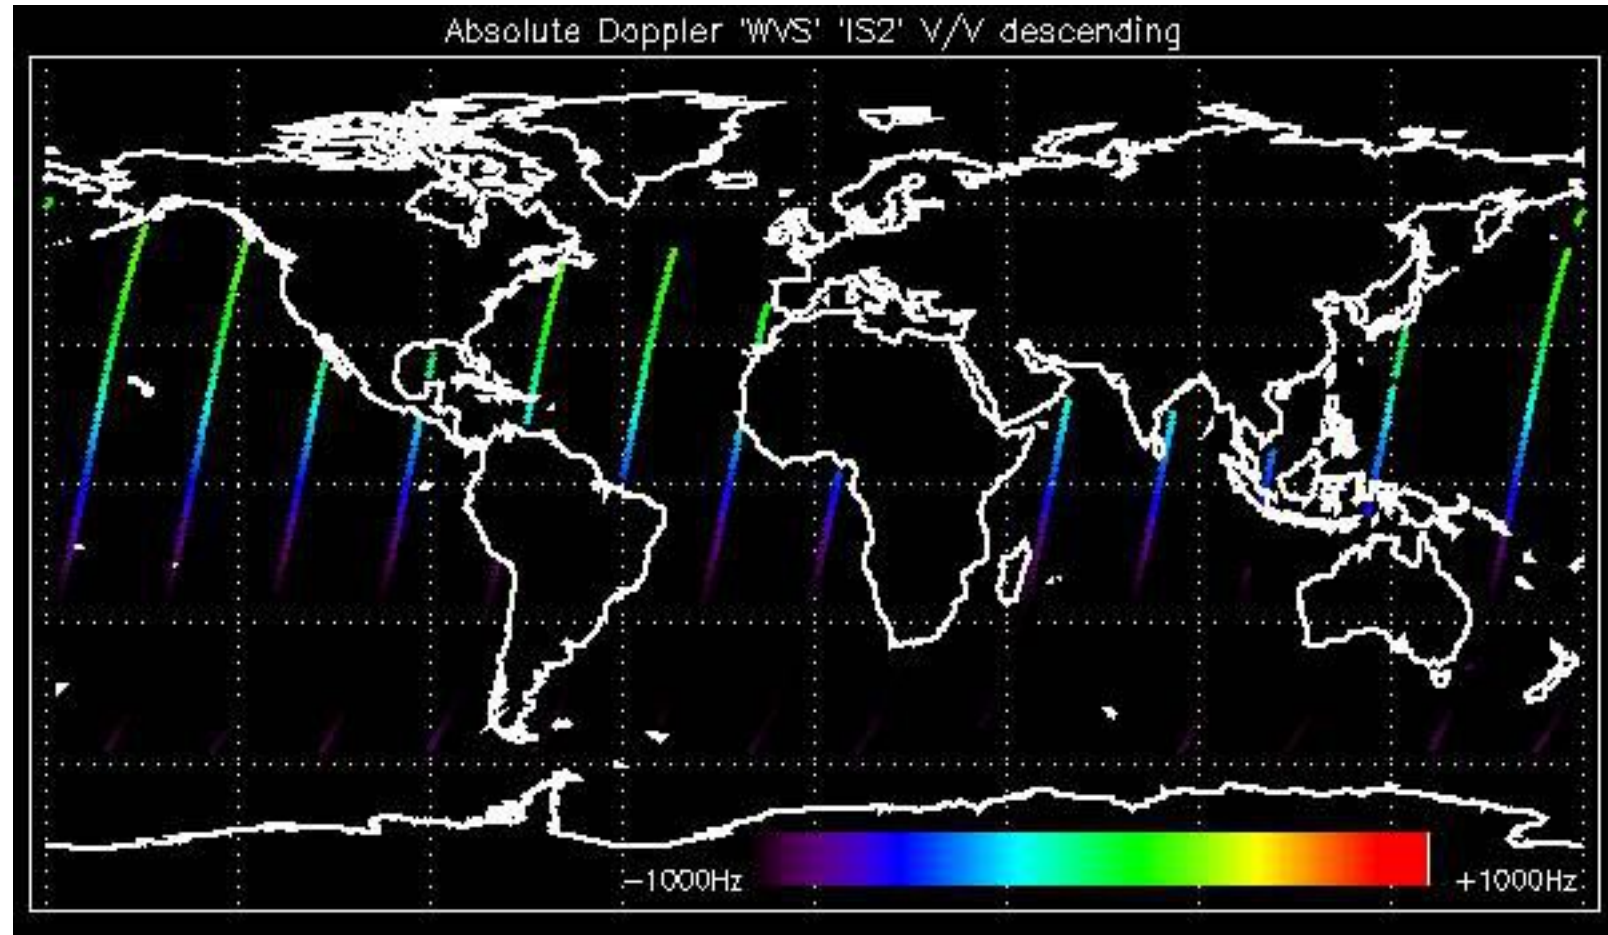 Absolute Doppler 'WVS' 'IS2' V/V descending
−1000Hz
+1000Hz